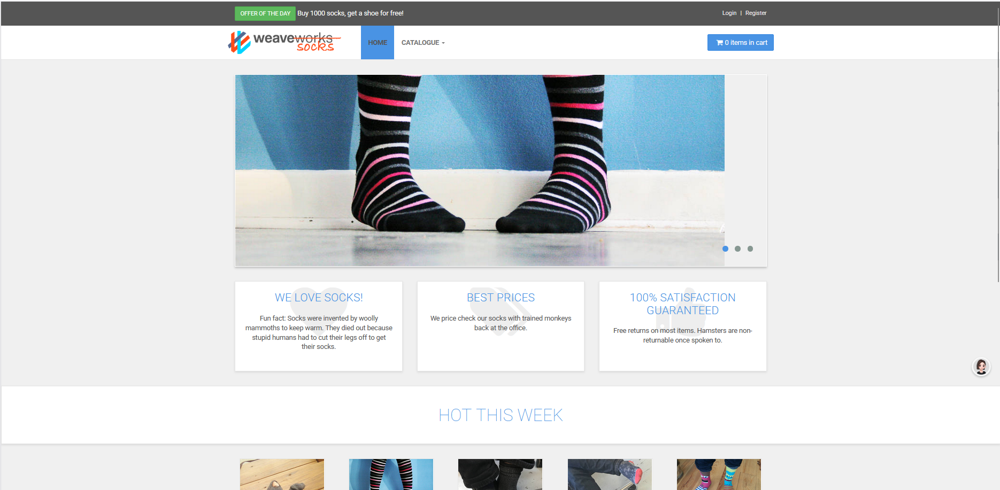 OFFER OF THE DAY Buy 1000 socks, get a shoe for free!
Login | Register
weaveworks
socks
HOME
CATALOGUE
0 items in cart
WE LOVE SOCKS!
Fun fact: Socks were invented by woolly
mammoths to keep warm. They died out because
stupid humans had to cut their legs off to get
their socks.
BEST PRICES
We price check our socks with trained monkeys
back at the office.
100% SATISFACTION
GUARANTEED
Free returns on most items. Hamsters are non-
returnable once spoken to.
HOT THIS WEEK